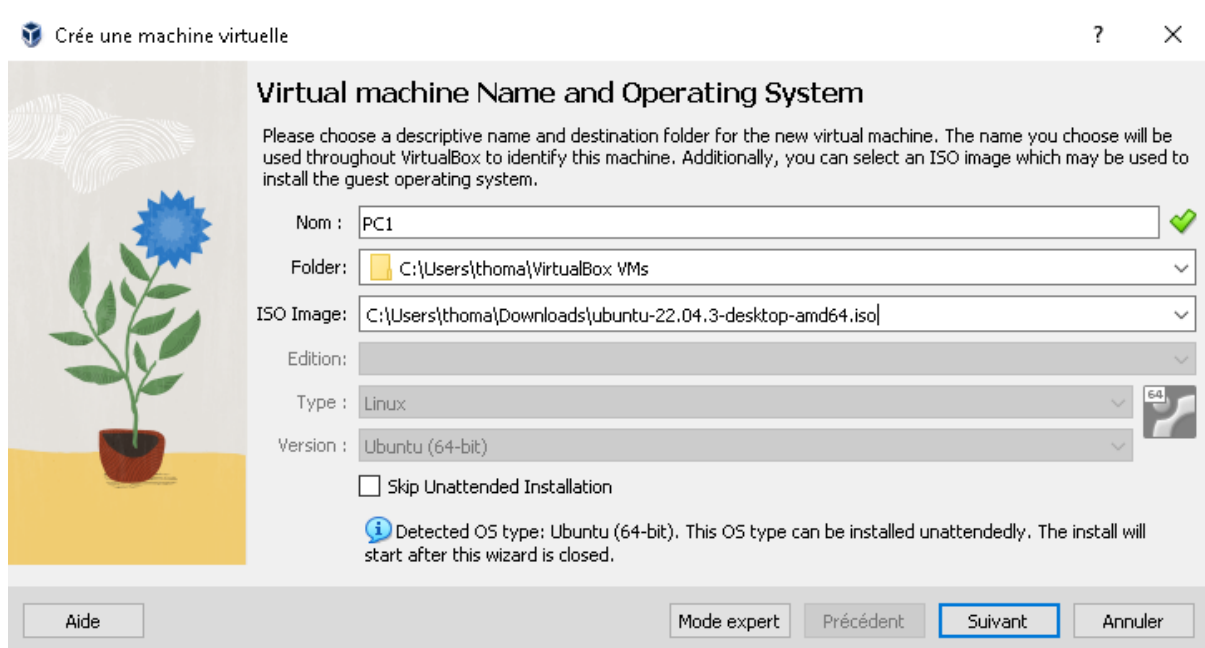 Crée une machine virtuelle
?
Virtual machine Name and Operating System
Please choose a descriptive name and destination folder for the new virtual machine. The name you choose will be
used throughout VirtualBox to identify this machine. Additionally, you can select an ISO image which may be used to
install the guest operating system.
Nom : PC1
Folder: C:\Users\thoma\VirtualBox VMs
ISO Image: C:\Users\thoma\Downloads\ubuntu-22.04.3-desktop-amd64.iso
Edition:
Type : Linux
64
Version : Ubuntu (64-bit)
Skip Unattended Installation
Detected OS type: Ubuntu (64-bit). This OS type can be installed unattendedly. The install will
start after this wizard is closed.
Aide Mode expert Précédent Suivant Annuler